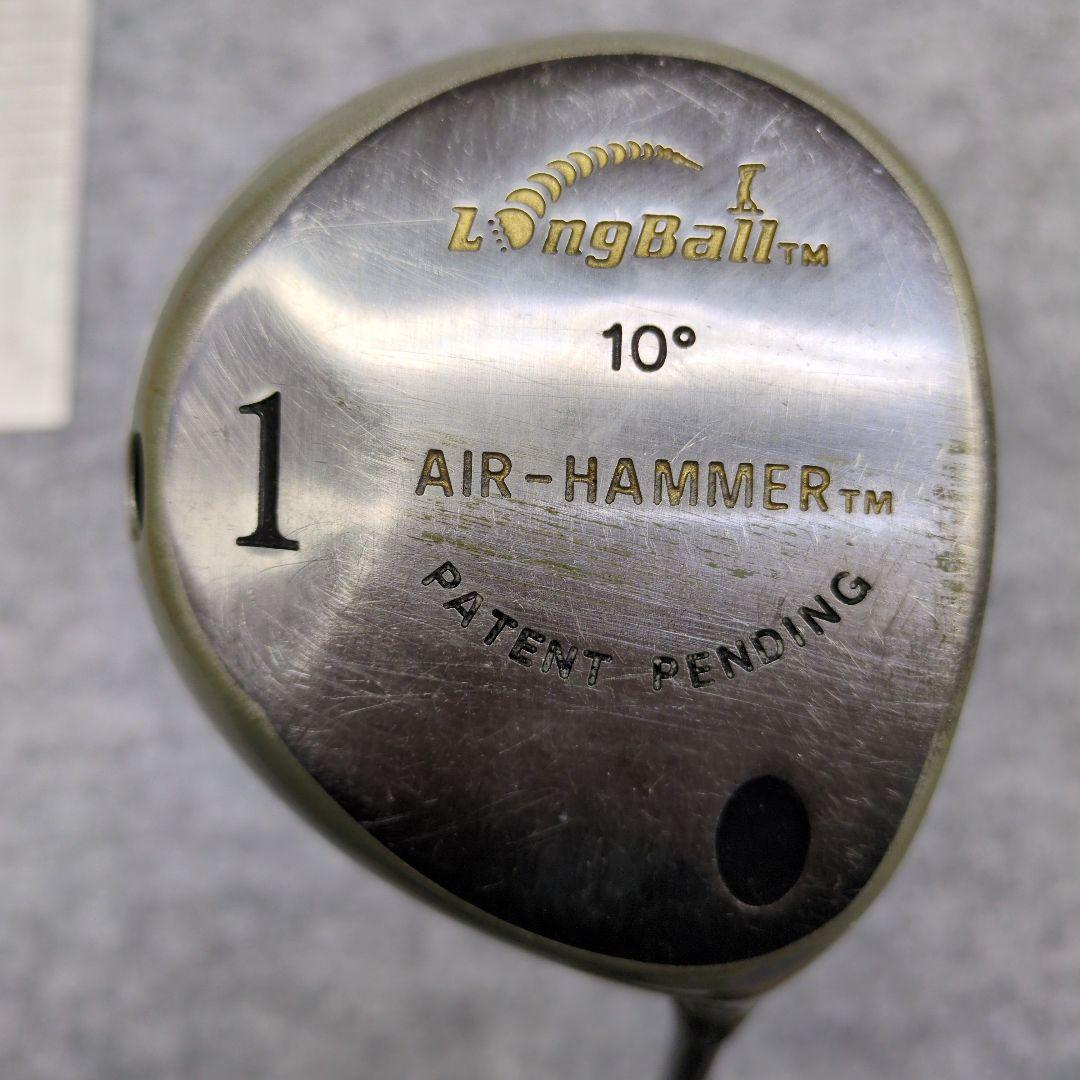 LongBall™
10°
1
AIR-HAMMER™
PATENT PENDING